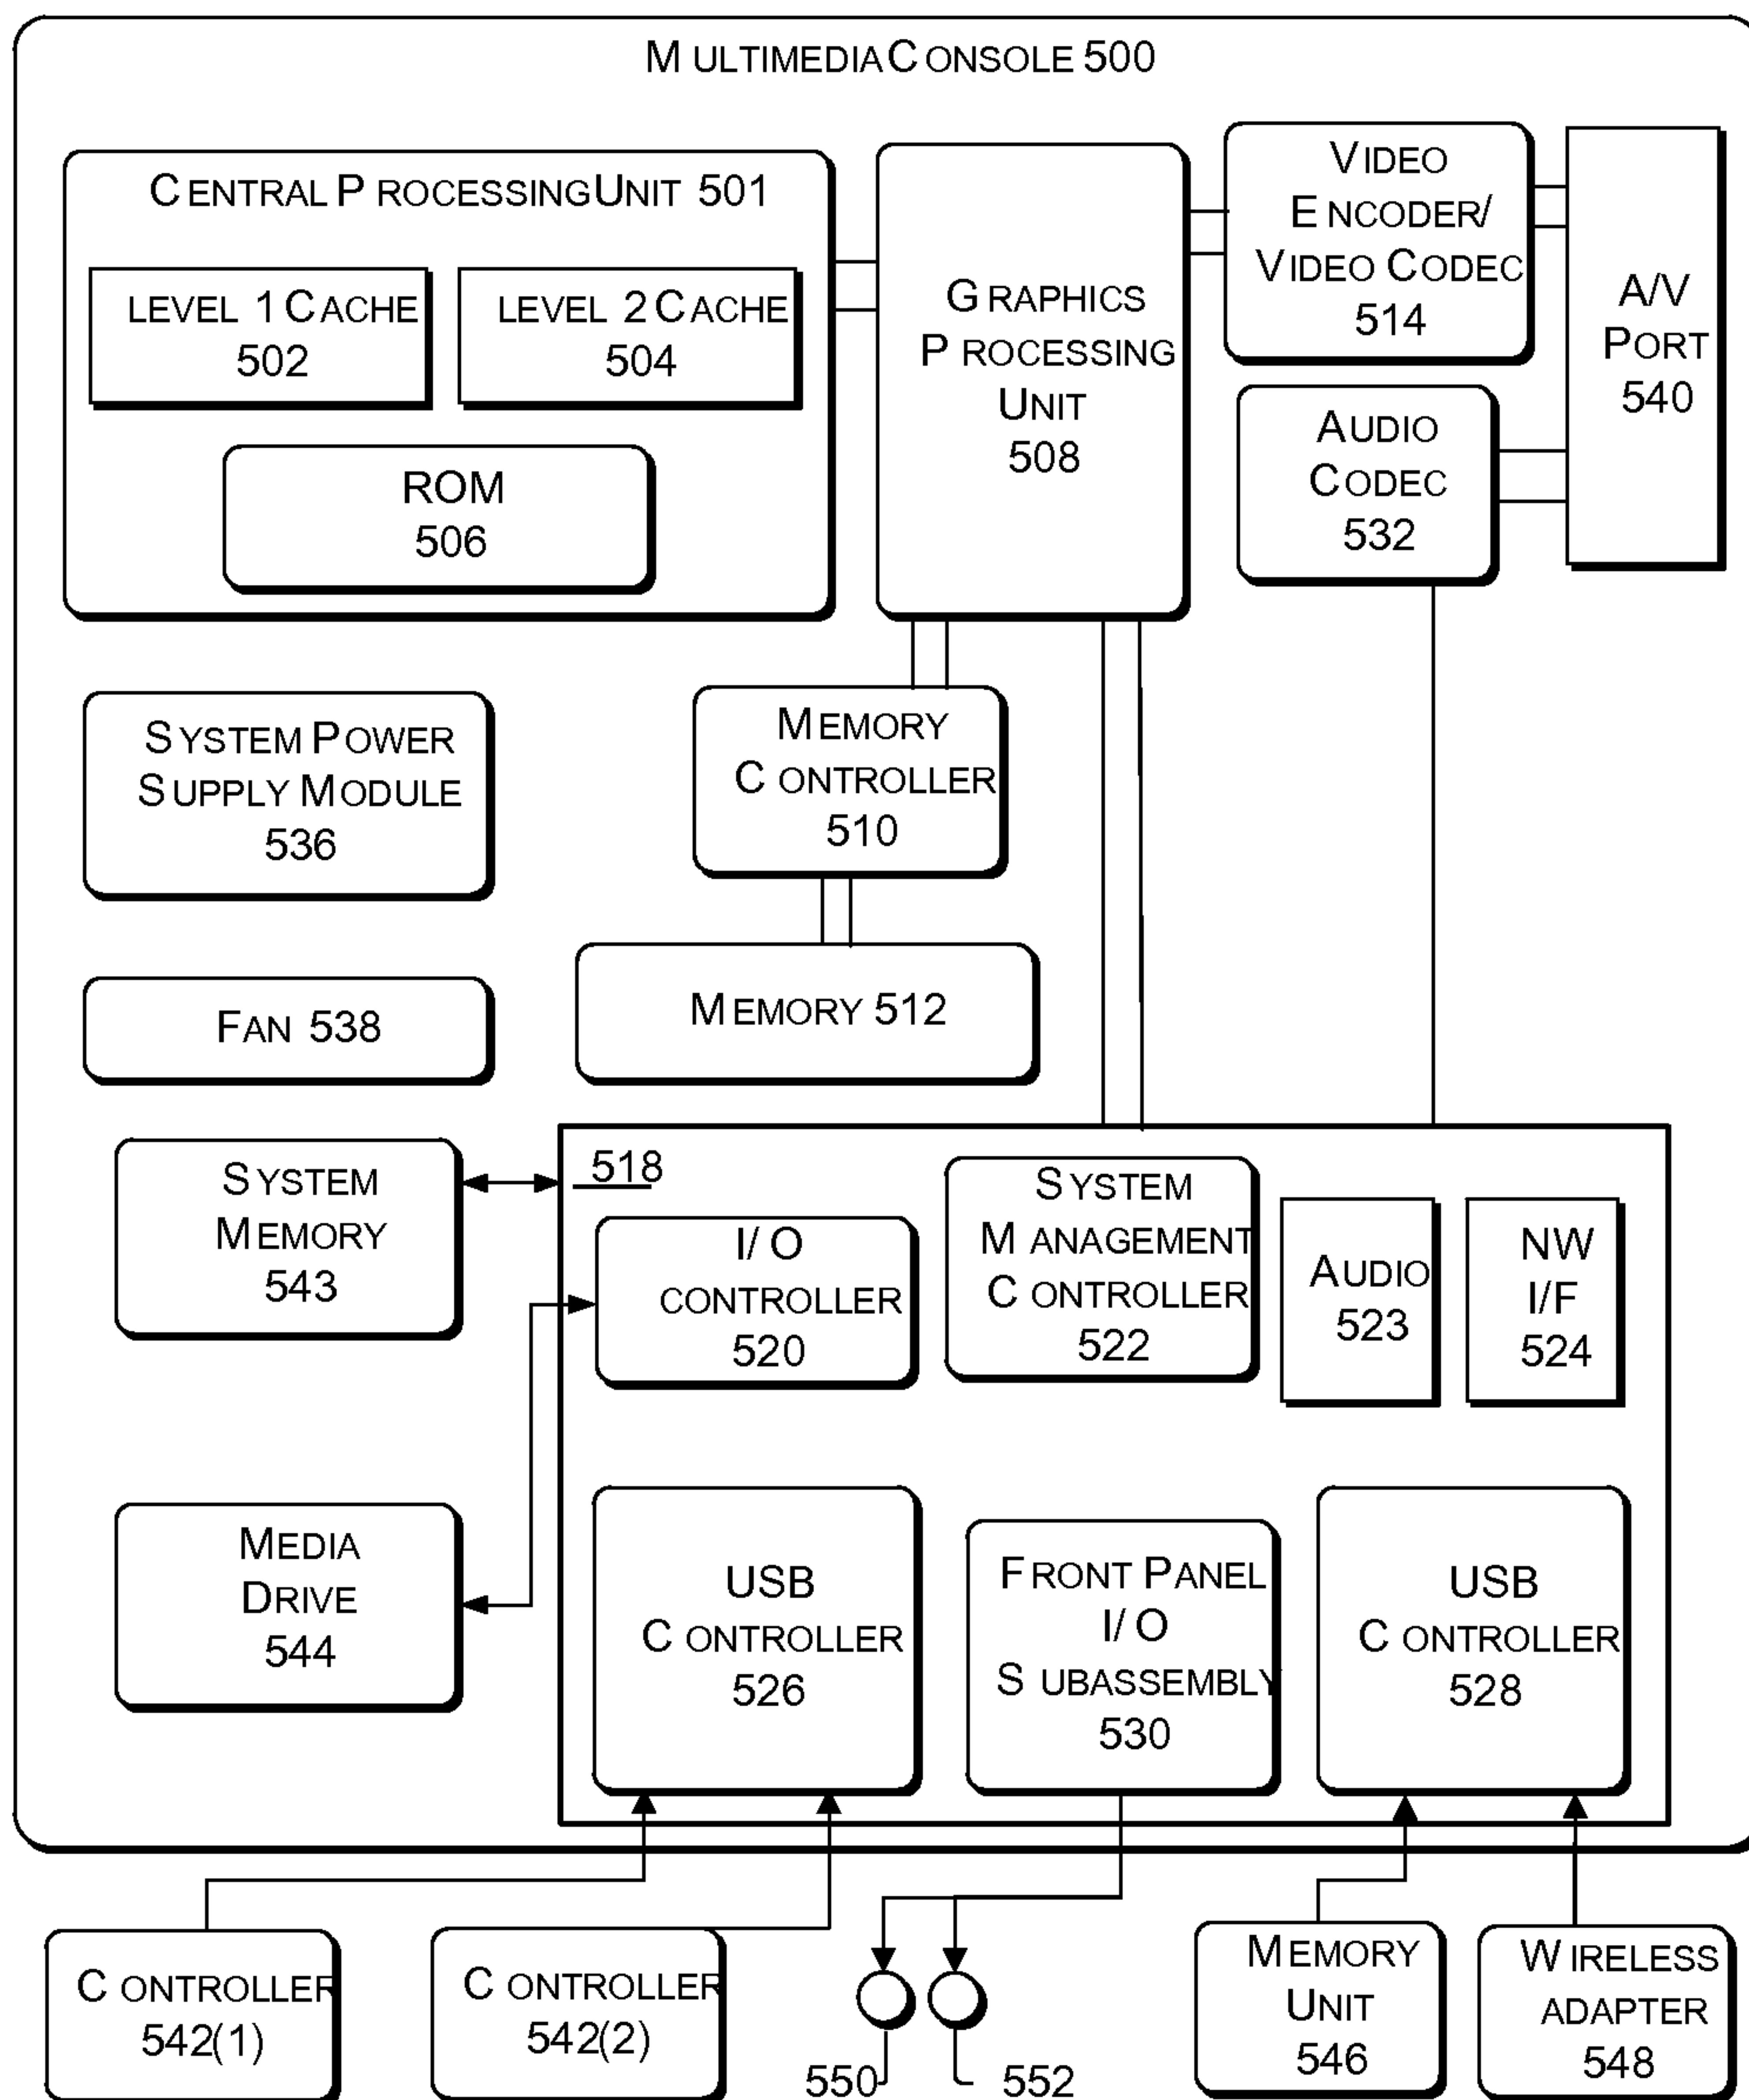 MULTIMEDIA CONSOLE 500
CENTRAL PROCESSING UNIT 501
LEVEL 1 CACHE
502
LEVEL 2 CACHE
504
ROM
506
GRAPHICS
PROCESSING
UNIT
508
VIDEO
ENCODER/
VIDEO CODEC
514
AUDIO
CODEC
532
A/V
PORT
540
SYSTEM POWER
SUPPLY MODULE
536
MEMORY
CONTROLLER
510
FAN 538
MEMORY 512
SYSTEM
MEMORY
543
518
I/O
CONTROLLER
520
SYSTEM
MANAGEMENT
CONTROLLER
522
AUDIO
523
NW
I/F
524
MEDIA
DRIVE
544
USB
CONTROLLER
526
FRONT PANEL
I/O
SUBASSEMBLY
530
USB
CONTROLLER
528
CONTROLLER
542(1)
CONTROLLER
542(2)
550
552
MEMORY
UNIT
546
WIRELESS
ADAPTER
548